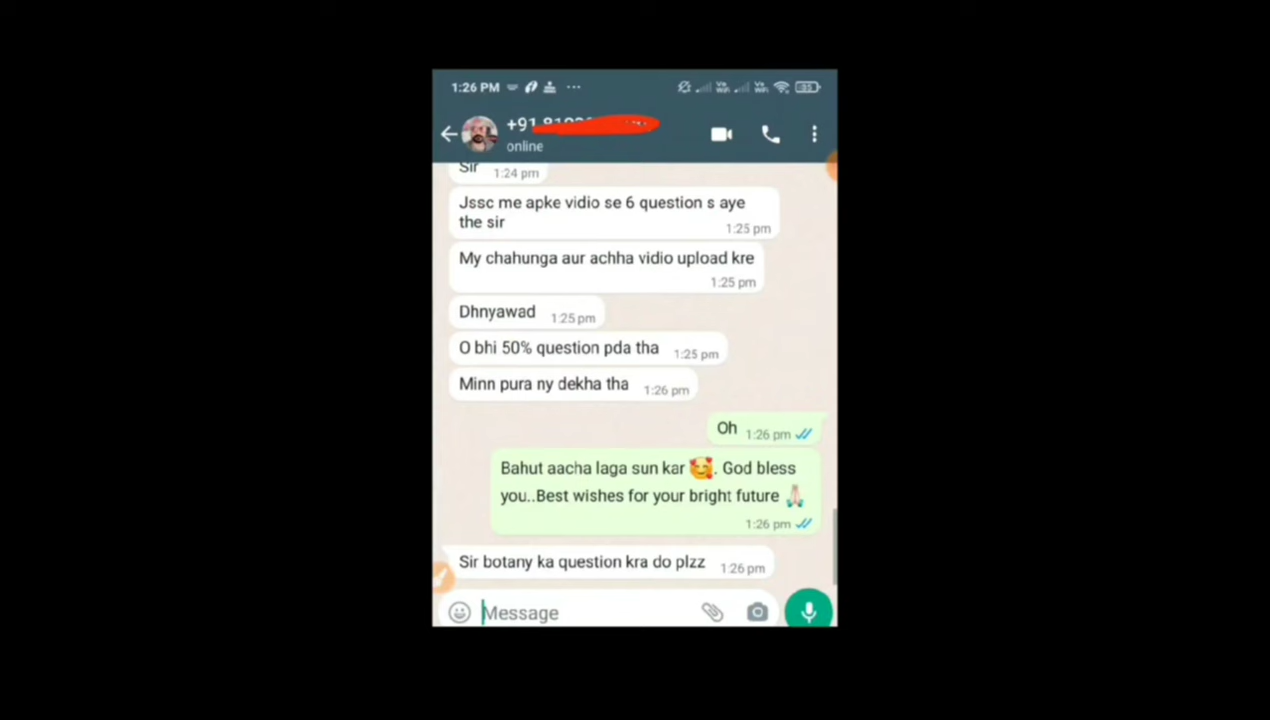 1:26 PM
+91
online
Sir 1:24 pm
Jssc me apke vidio se 6 question s aye
the sir
1:25 pm
My chahunga aur achha vidio upload kre
1:25 pm
Dhnyawad 1:25 pm
O bhi 50% question pda tha 1:25 pm
Minn pura ny dekha tha 1:26 pm
Oh 1:26 pm
Bahut aacha laga sun kar 🥰. God bless
you..Best wishes for your bright future 🙏🏻
1:26 pm
Sir botany ka question kra do plzz 1:26 pm
Message